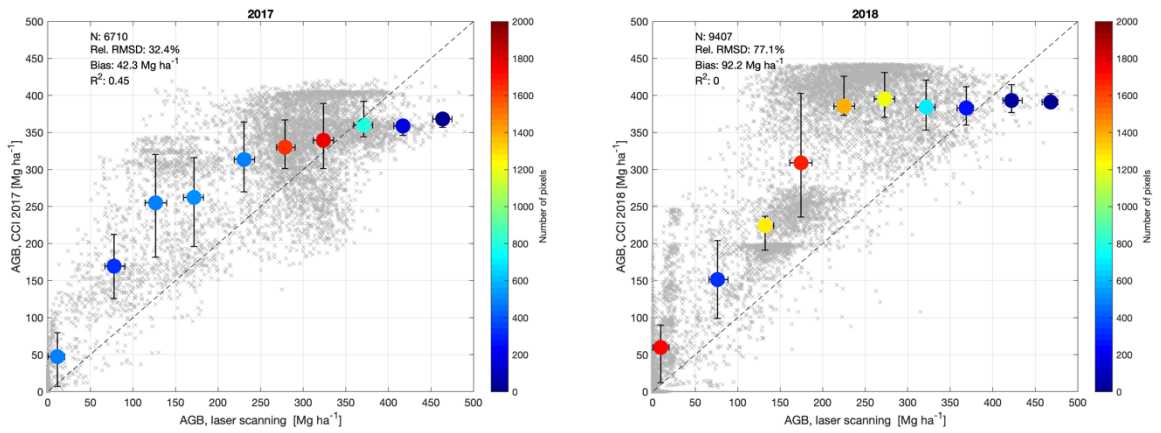 2017
N: 6710
Rel. RMSD: 32.4%
Bias: 42.3 Mg ha⁻¹
R²: 0.45
500
450
400
350
300
250
200
150
100
50
0
AGB, CCI 2017 [Mg ha⁻¹]
0 50 100 150 200 250 300 350 400 450 500
AGB, laser scanning [Mg ha⁻¹]
2000
1800
1600
1400
1200
1000
800
600
400
200
0
Number of pixels
2018
N: 9407
Rel. RMSD: 77.1%
Bias: 92.2 Mg ha⁻¹
R²: 0
500
450
400
350
300
250
200
150
100
50
0
AGB, CCI 2018 [Mg ha⁻¹]
0 50 100 150 200 250 300 350 400 450 500
AGB, laser scanning [Mg ha⁻¹]
2000
1800
1600
1400
1200
1000
800
600
400
200
0
Number of pixels